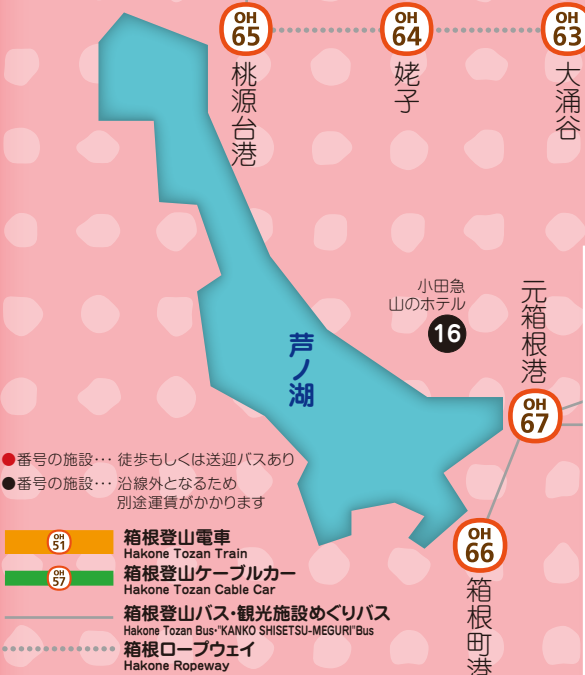 OH
65
桃源台港
OH
64
姥子
OH
63
大涌谷
小田急
山のホテル
16
元箱根港
OH
67
芦ノ湖
OH
66
箱根町港
●番号の施設… 徒歩もしくは送迎バスあり
●番号の施設… 沿線外となるため
別途運賃がかかります
OH
51
箱根登山電車
Hakone Tozan Train
OH
57
箱根登山ケーブルカー
Hakone Tozan Cable Car
箱根登山バス・観光施設めぐりバス
Hakone Tozan Bus・"KANKO SHISETSU-MEGURI"Bus
箱根ロープウェイ
Hakone Ropeway